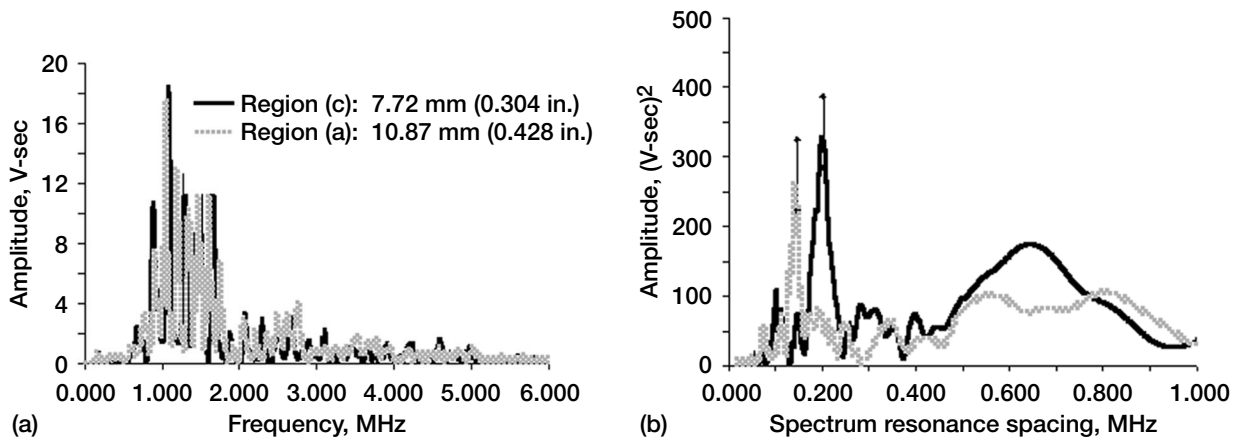 20
16
12
8
4
0
Amplitude, V-sec
Region (c): 7.72 mm (0.304 in.)
Region (a): 10.87 mm (0.428 in.)
0.000 1.000 2.000 3.000 4.000 5.000 6.000
(a) Frequency, MHz
500
400
300
200
100
0
Amplitude, (V-sec)²
0.000 0.200 0.400 0.600 0.800 1.000
(b) Spectrum resonance spacing, MHz